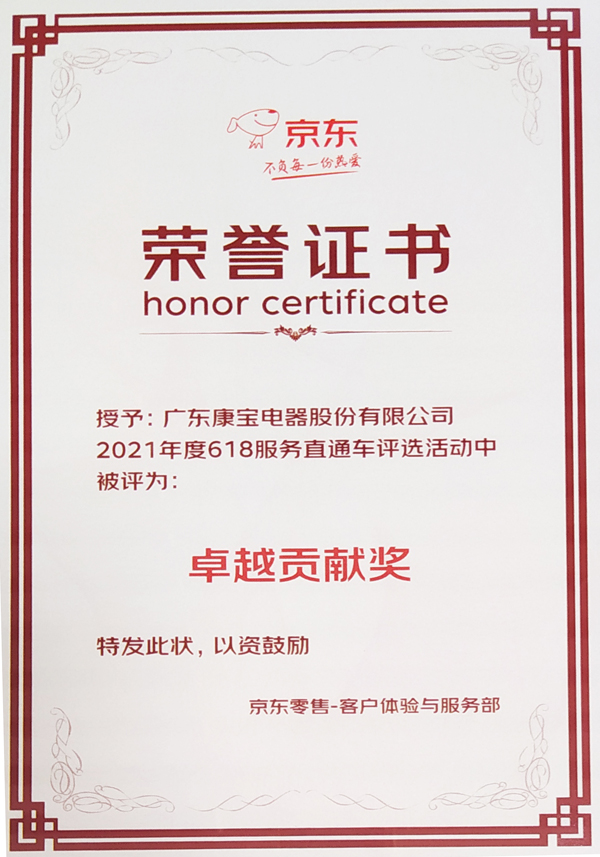 京东
不负每一份热爱
荣誉证书
honor certificate
授予：广东康宝电器股份有限公司
2021年度618服务直通车评选活动中
被评为：
卓越贡献奖
特发此状，以资鼓励
京东零售-客户体验与服务部